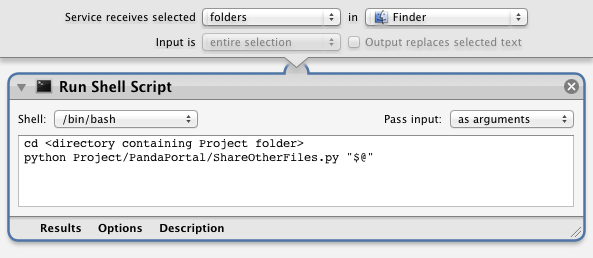 Service receives selected folders in Finder
Input is entire selection Output replaces selected text
Run Shell Script
Shell: /bin/bash Pass input: as arguments
cd <directory containing Project folder>
python Project/PandaPortal/ShareOtherFiles.py "$@"
Results Options Description